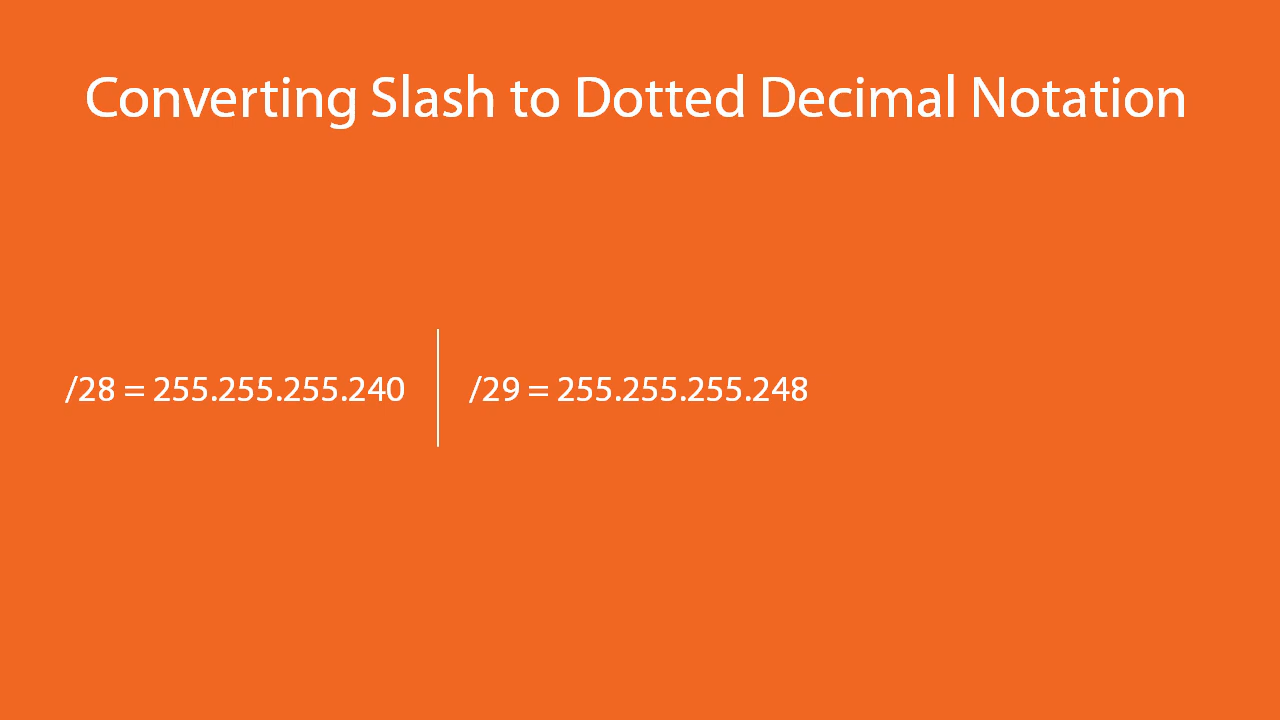 Converting Slash to Dotted Decimal Notation
/28 = 255.255.255.240
/29 = 255.255.255.248